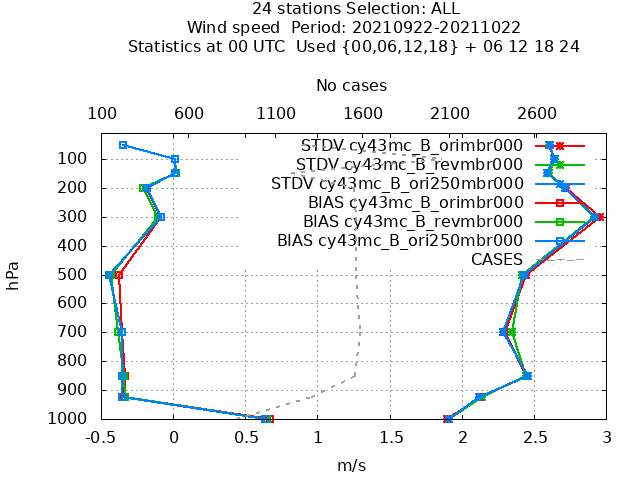 24 stations Selection: ALL
Wind speed  Period: 20210922-20211022
Statistics at 00 UTC  Used {00,06,12,18} + 06 12 18 24
No cases
100 600 1100 1600 2100 2600
STDV cy43mc_B_orimbr000
100
STDV cy43mc_B_revmbr000
STDV cy43mc_B_ori250mbr000
200
BIAS cy43mc_B_orimbr000
300
BIAS cy43mc_B_revmbr000
BIAS cy43mc_B_ori250mbr000
400
CASES
500
hPa
600
700
800
900
1000
-0.5 0 0.5 1 1.5 2 2.5 3
m/s